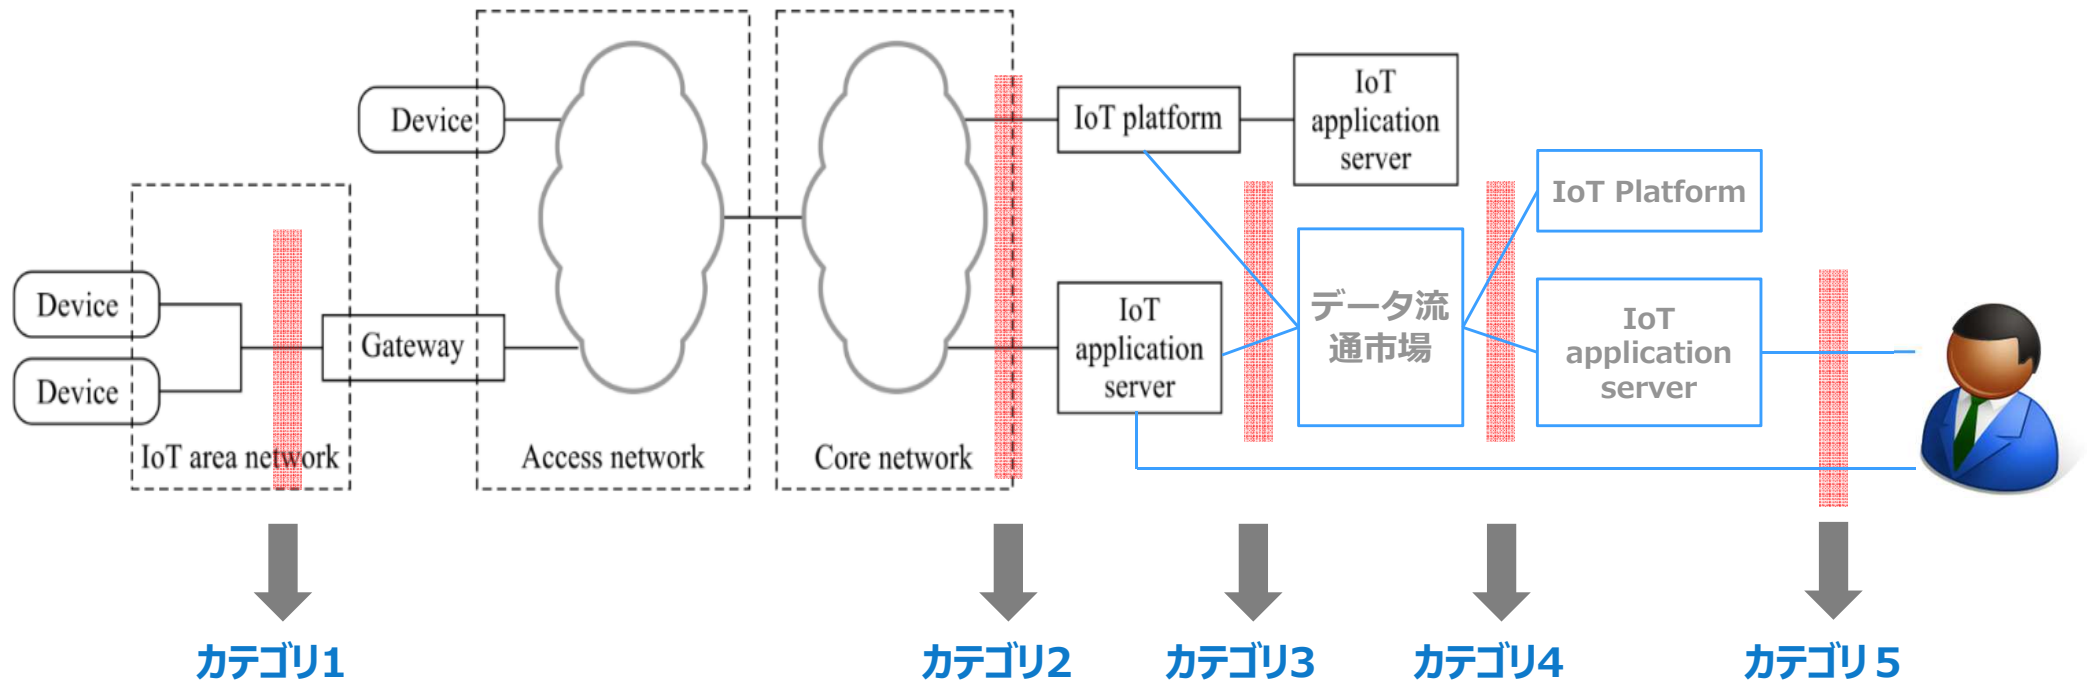 IoT
application
server
Device
IoT platform
IoT Platform
Device
Gateway
Device
IoT
application
server
データ流
通市場
IoT
application
server
IoT area network
Access network
Core network
カテゴリ1
カテゴリ2
カテゴリ3
カテゴリ4
カテゴリ５